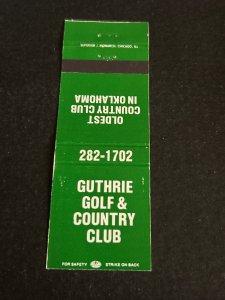 OLDEST
COUNTRY CLUB
IN OKLAHOMA
282-1702
GUTHRIE
GOLF &
COUNTRY
CLUB
FOR SAFETY STRIKE ON BACK